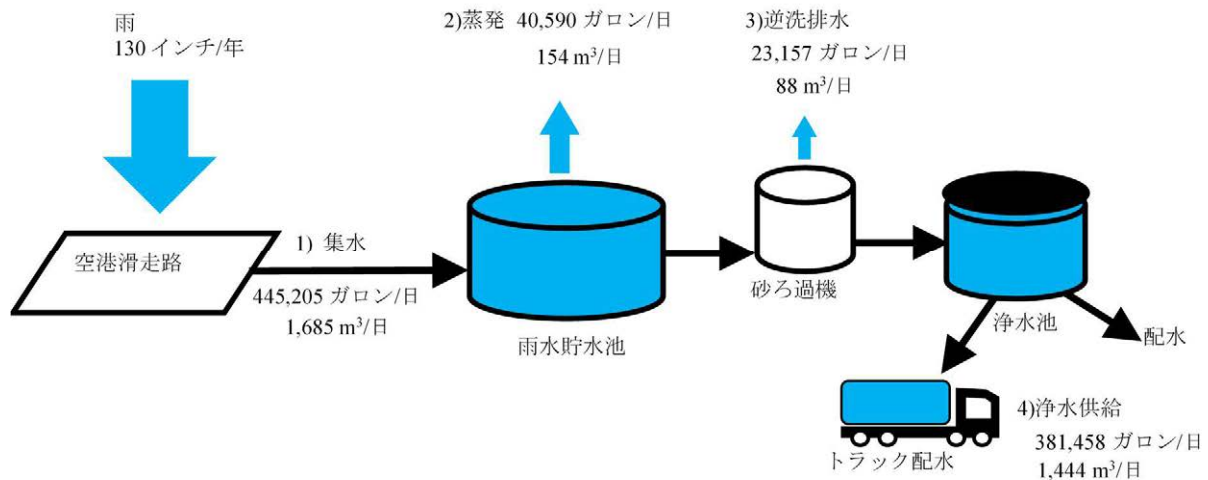 雨
130 インチ/年
2)蒸発 40,590 ガロン/日
154 m³/日
3)逆洗排水
23,157 ガロン/日
88 m³/日
空港滑走路
1) 集水
445,205 ガロン/日
1,685 m³/日
雨水貯水池
砂ろ過機
浄水池
配水
トラック配水
4)浄水供給
381,458 ガロン/日
1,444 m³/日